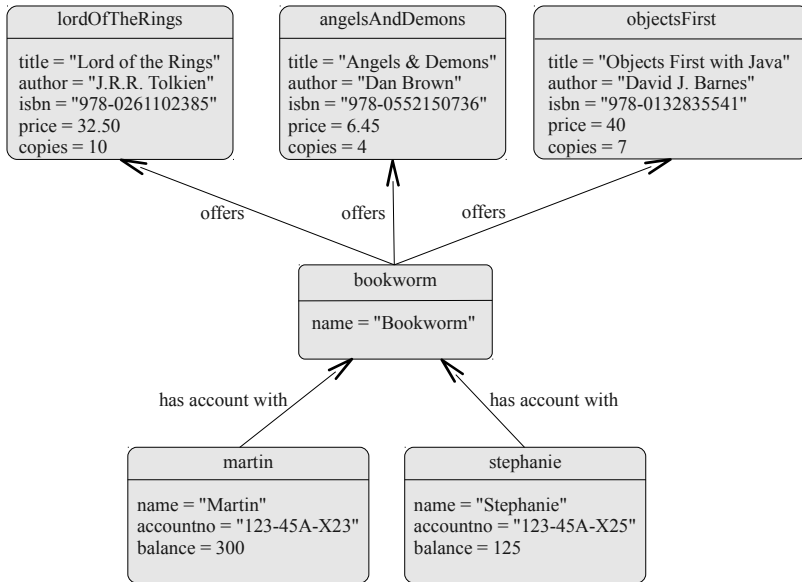 lordOfTheRings
title = "Lord of the Rings"
author = "J.R.R. Tolkien"
isbn = "978-0261102385"
price = 32.50
copies = 10
angelsAndDemons
title = "Angels & Demons"
author = "Dan Brown"
isbn = "978-0552150736"
price = 6.45
copies = 4
objectsFirst
title = "Objects First with Java"
author = "David J. Barnes"
isbn = "978-0132835541"
price = 40
copies = 7
offers
offers
offers
bookworm
name = "Bookworm"
has account with
has account with
martin
name = "Martin"
accountno = "123-45A-X23"
balance = 300
stephanie
name = "Stephanie"
accountno = "123-45A-X25"
balance = 125